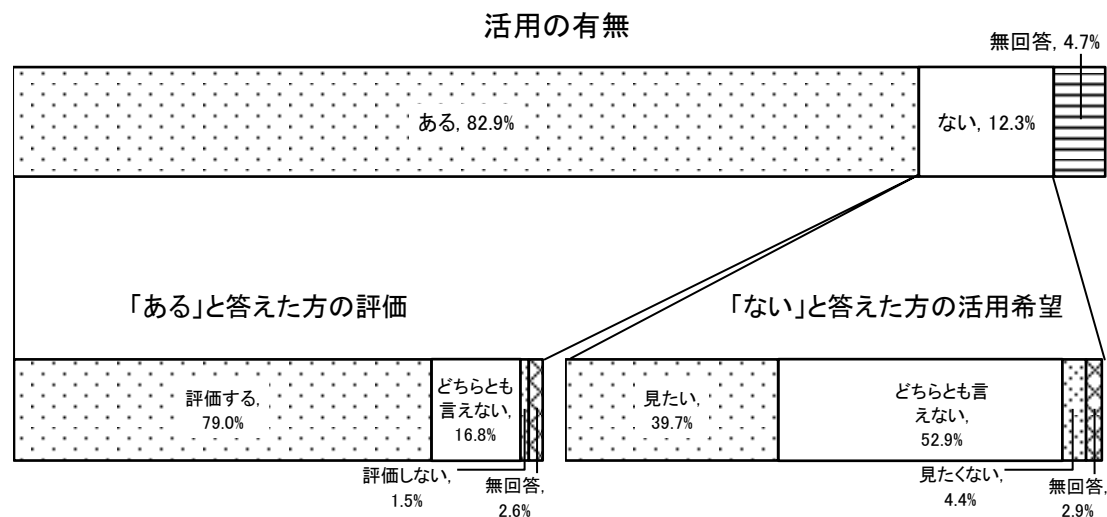 活用の有無
無回答, 4.7%
ある, 82.9%
ない, 12.3%
「ある」と答えた方の評価
「ない」と答えた方の活用希望
評価する,
79.0%
どちらとも
言えない,
16.8%
評価しない,
1.5%
無回答,
2.6%
見たい,
39.7%
どちらとも言
えない,
52.9%
見たくない,
4.4%
無回答,
2.9%